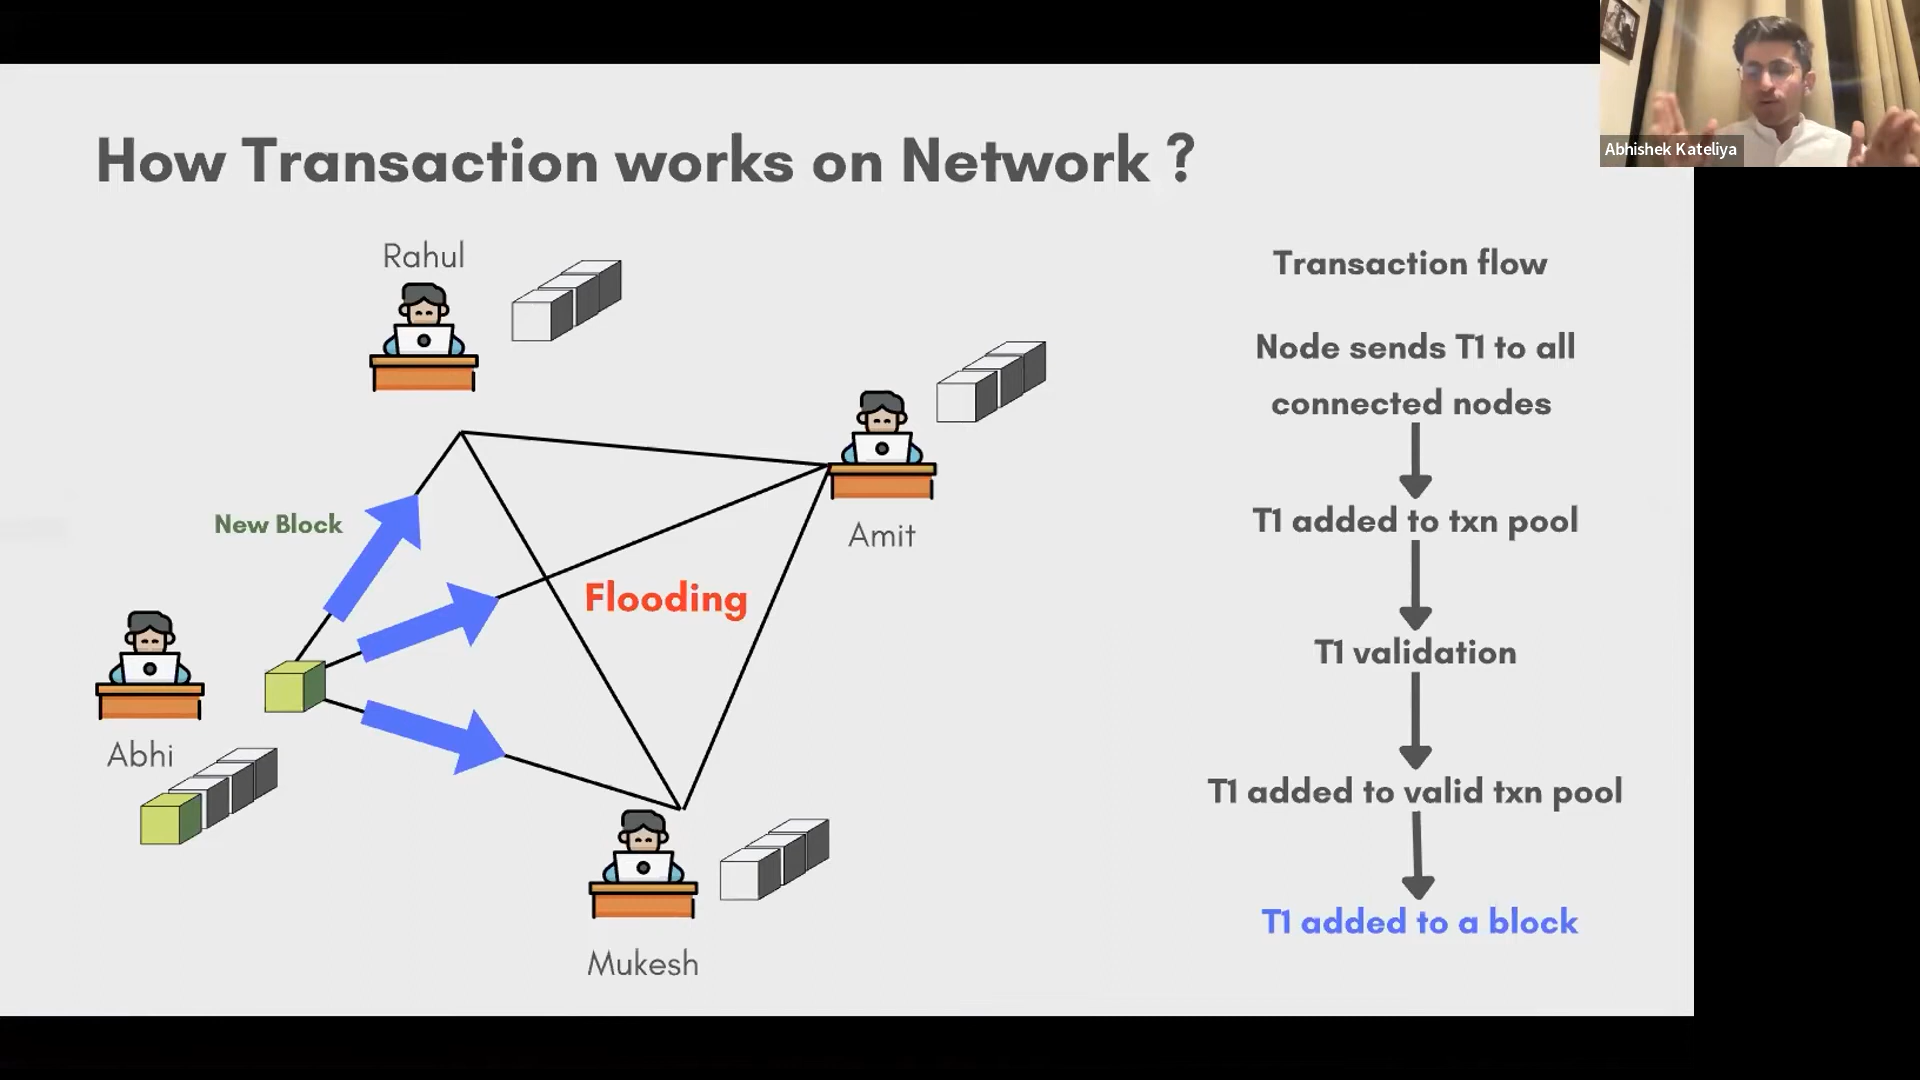 Abhishek Kateliya
How Transaction works on Network ?
Rahul
Amit
New Block
Flooding
Abhi
Mukesh
Transaction flow
Node sends T1 to all
connected nodes
T1 added to txn pool
T1 validation
T1 added to valid txn pool
T1 added to a block